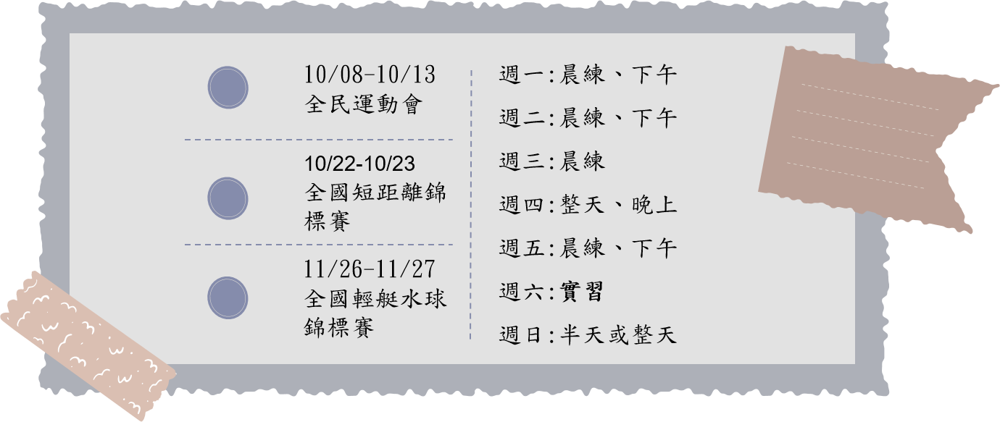 10/08-10/13
全民運動會
10/22-10/23
全國短距離錦
標賽
11/26-11/27
全國輕艇水球
錦標賽
週一:晨練、下午
週二:晨練、下午
週三:晨練
週四:整天、晚上
週五:晨練、下午
週六:實習
週日:半天或整天